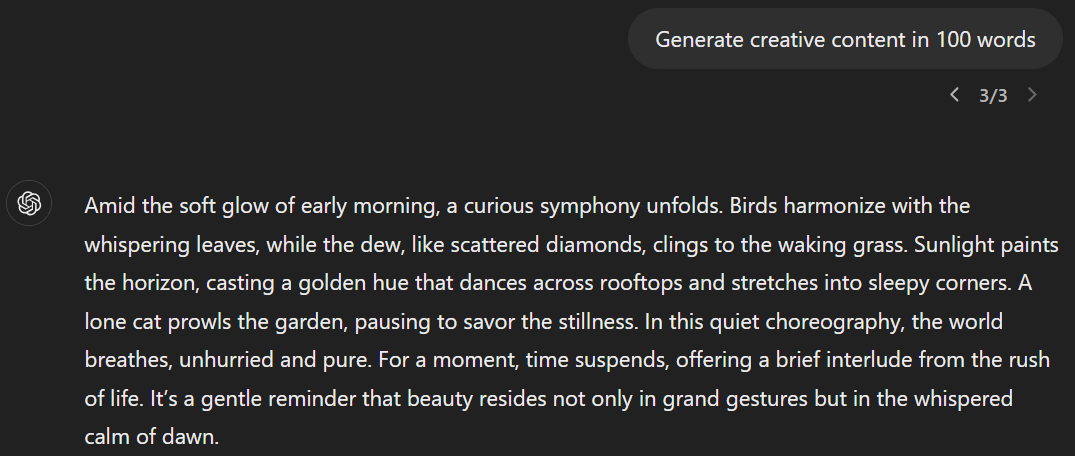 Generate creative content in 100 words
3/3
Amid the soft glow of early morning, a curious symphony unfolds. Birds harmonize with the
whispering leaves, while the dew, like scattered diamonds, clings to the waking grass. Sunlight paints
the horizon, casting a golden hue that dances across rooftops and stretches into sleepy corners. A
lone cat prowls the garden, pausing to savor the stillness. In this quiet choreography, the world
breathes, unhurried and pure. For a moment, time suspends, offering a brief interlude from the rush
of life. It’s a gentle reminder that beauty resides not only in grand gestures but in the whispered
calm of dawn.